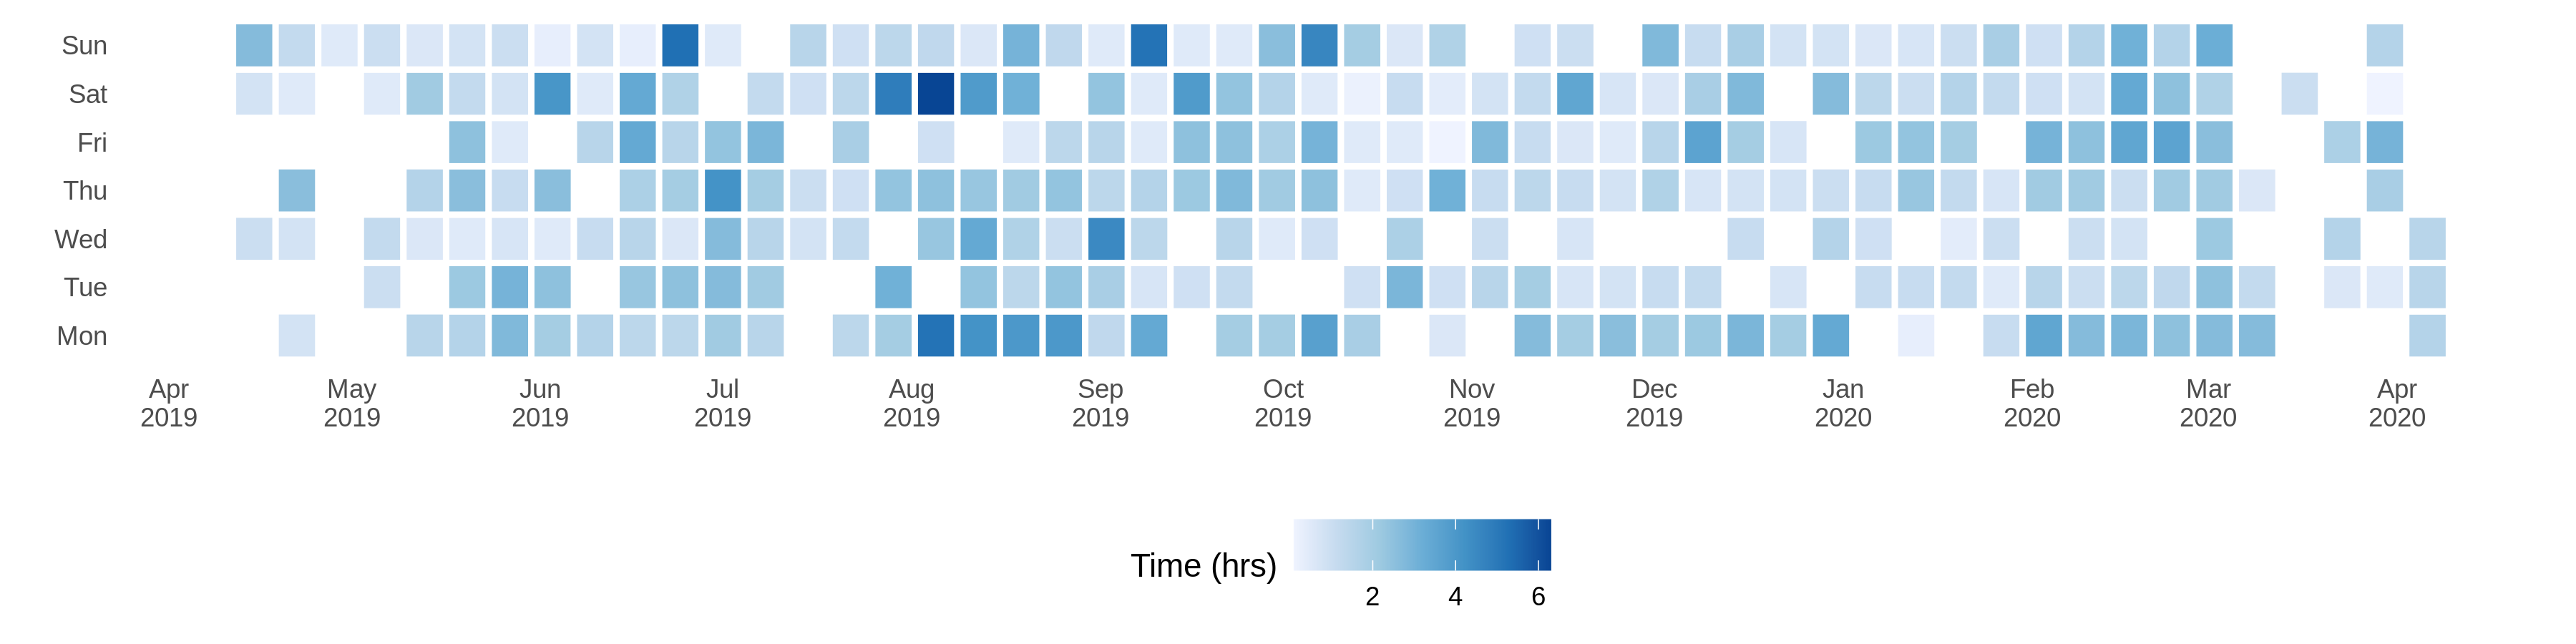 Sun
Sat
Fri
Thu
Wed
Tue
Mon
Apr May Jun Jul Aug Sep Oct Nov Dec Jan Feb Mar Apr
2019 2019 2019 2019 2019 2019 2019 2019 2019 2020 2020 2020 2020
Time (hrs)
2 4 6